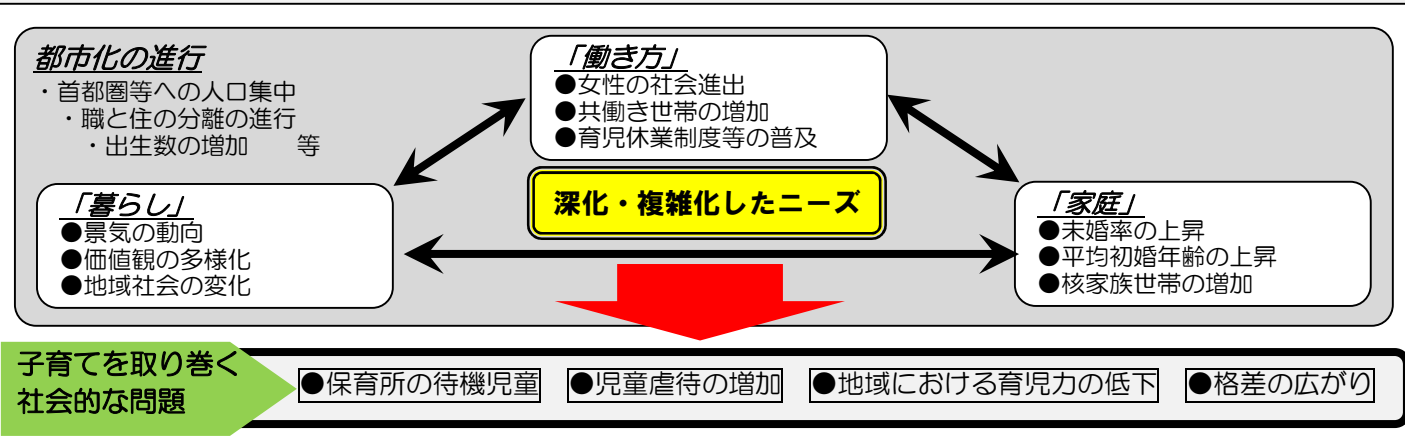 都市化の進行
・首都圏等への人口集中
・職と住の分離の進行
・出生数の増加　　等
「働き方」
●女性の社会進出
●共働き世帯の増加
●育児休業制度等の普及
深化・複雑化したニーズ
「暮らし」
●景気の動向
●価値観の多様化
●地域社会の変化
「家庭」
●未婚率の上昇
●平均初婚年齢の上昇
●核家族世帯の増加
子育てを取り巻く
社会的な問題
●保育所の待機児童　●児童虐待の増加　●地域における育児力の低下　●格差の広がり